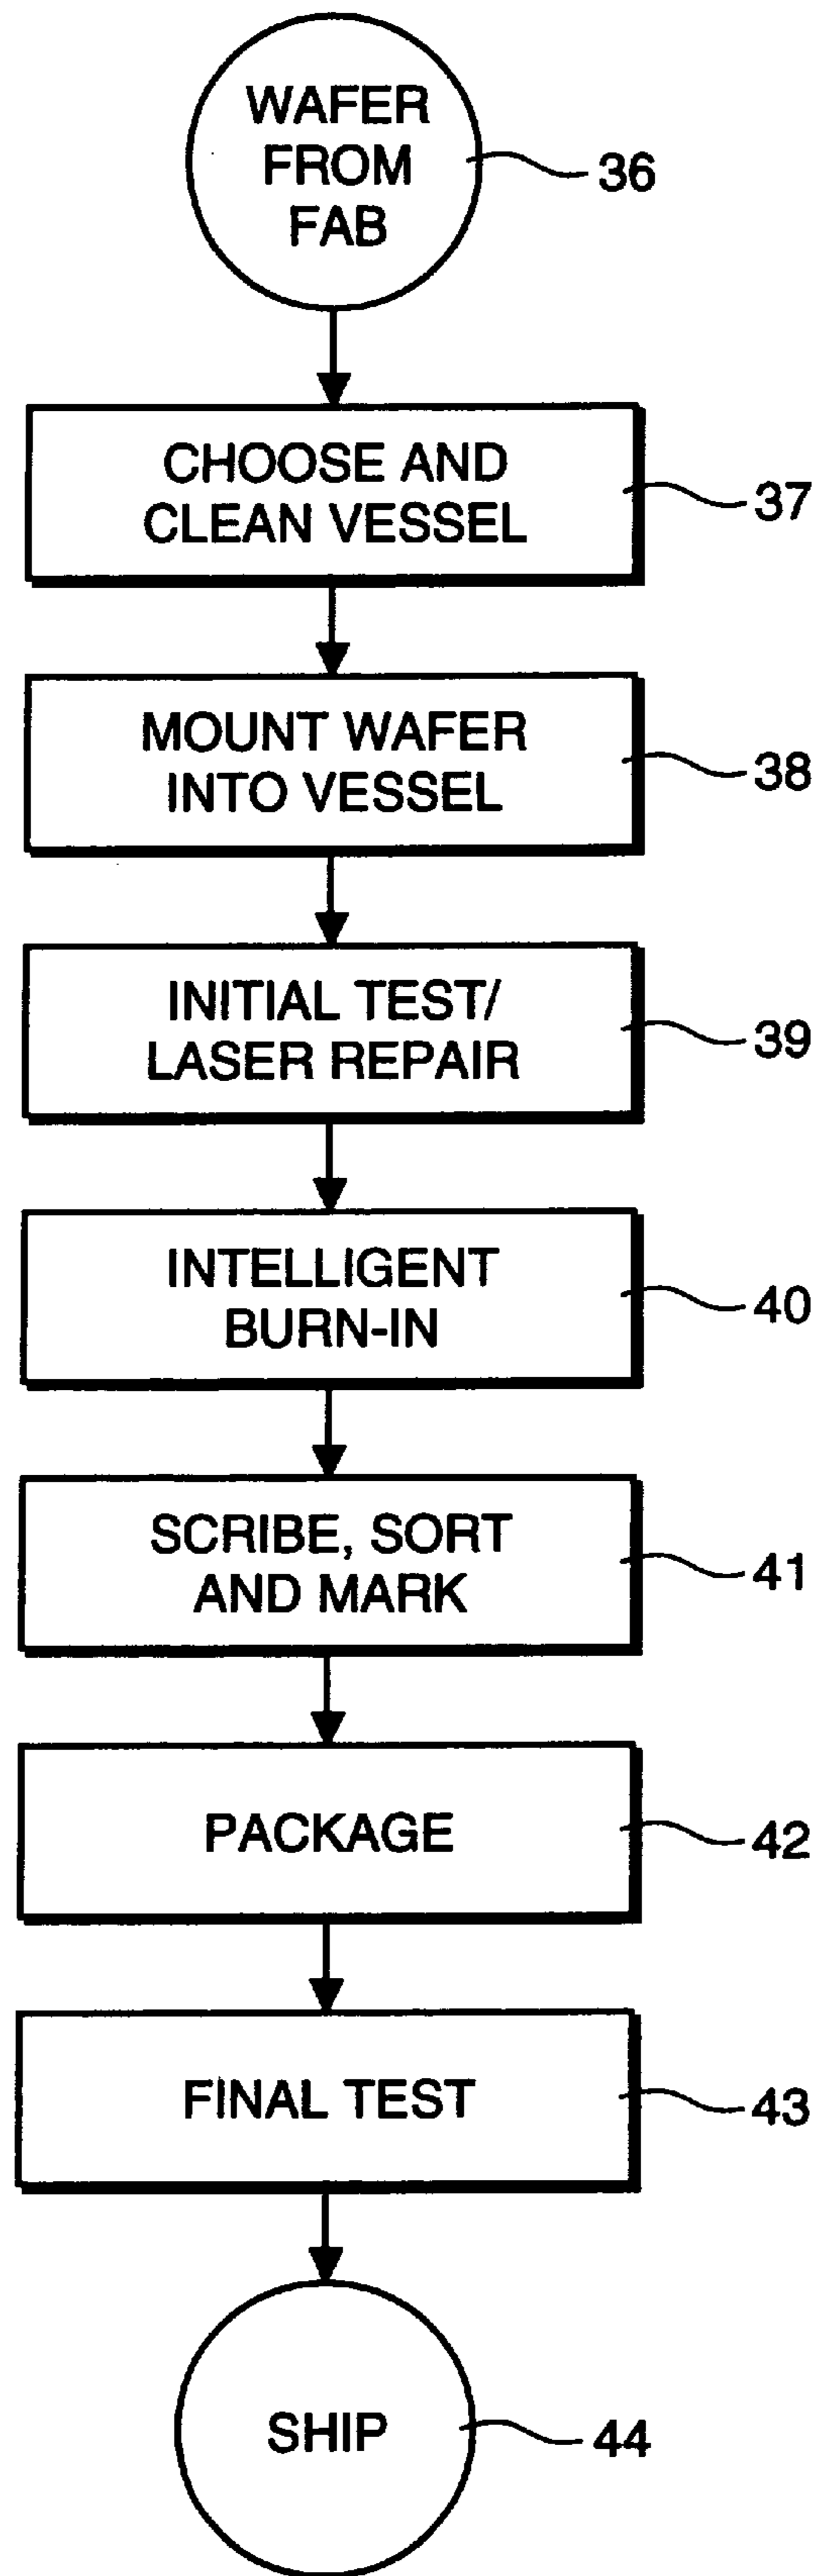 WAFER
FROM
FAB
36
CHOOSE AND
CLEAN VESSEL
37
MOUNT WAFER
INTO VESSEL
38
INITIAL TEST/
LASER REPAIR
39
INTELLIGENT
BURN-IN
40
SCRIBE, SORT
AND MARK
41
PACKAGE
42
FINAL TEST
43
SHIP
44